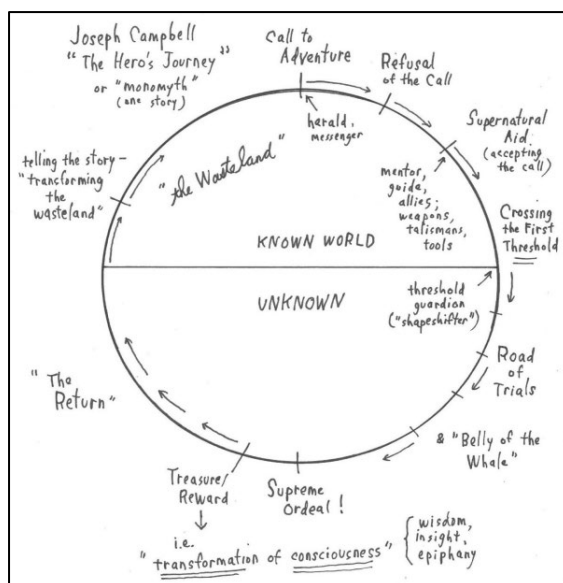 Joseph Campbell
"The Hero's Journey"
or "monomyth"
(one story)
Call to
Adventure
Refusal
of the Call
herald,
messenger
Supernatural
Aid
(accepting
the call)
telling the story –
"transforming
the
wasteland"
"the Wasteland"
mentor,
guide,
allies;
weapons,
talismans,
tools
Crossing
the First
Threshold
KNOWN WORLD
UNKNOWN
threshold
guardian
("shapeshifter")
Road
of
Trials
"The
Return"
& "Belly of the
Whale"
Treasure/
Reward
Supreme
Ordeal!
i.e.
"transformation of consciousness"
wisdom,
insight,
epiphany